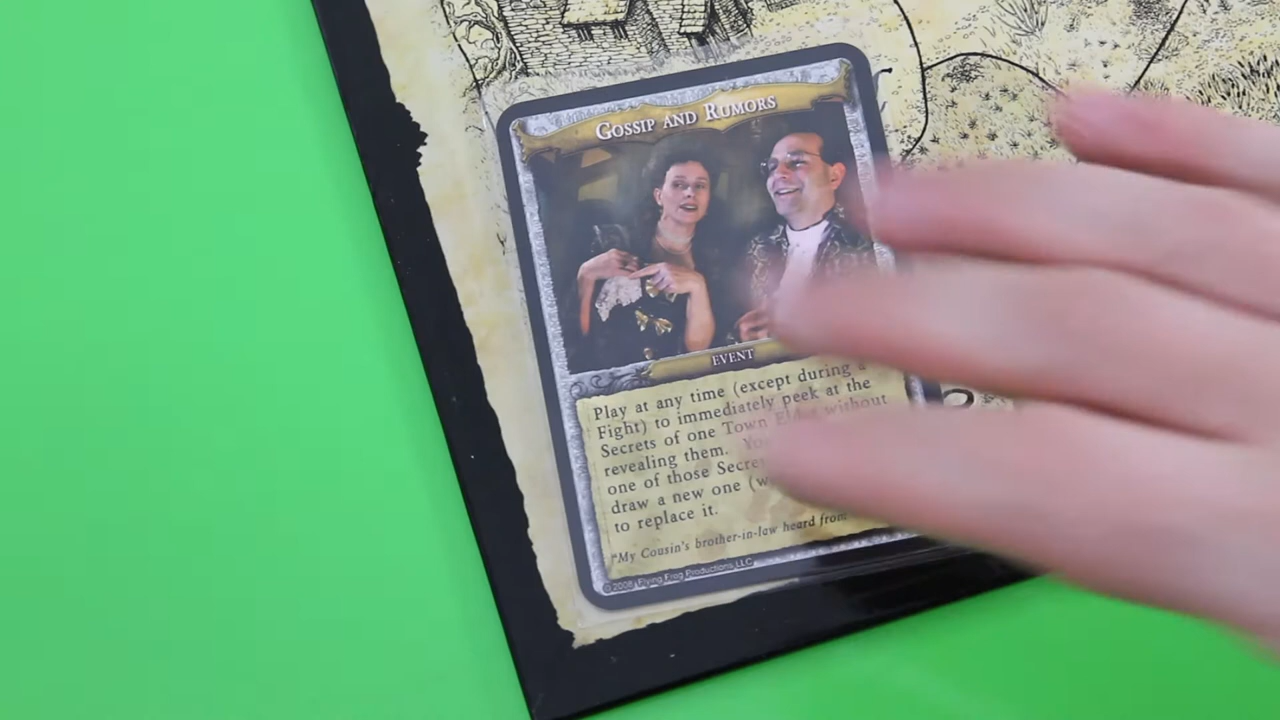 GOSSIP AND RUMORS
EVENT
Play at any time (except during a
Fight) to immediately peek at the
Secrets of one Town Elder without
revealing them.
one of those
draw a new one
to replace it.
"My Cousin's brother-in-law heard from
©2008 Flying Frog Productions LLC